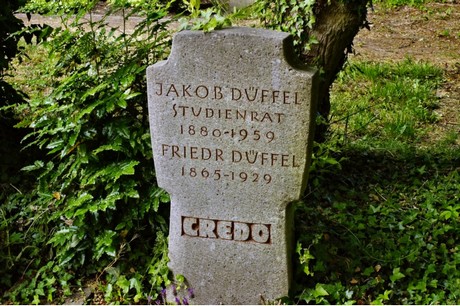 JAKOB DÜFFEL
STUDIENRAT
1880-1959
FRIEDR DÜFFEL
1865-1929
CREDO